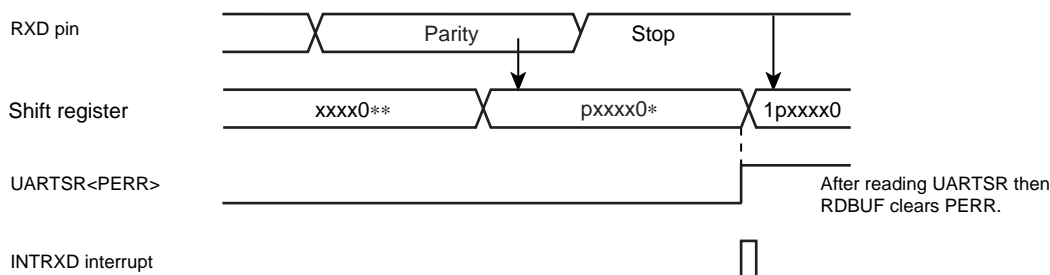 RXD pin
Parity
Stop
Shift register
xxxx0**
pxxxx0*
1pxxxx0
UARTSR<PERR>
After reading UARTSR then
RDBUF clears PERR.
INTRXD interrupt